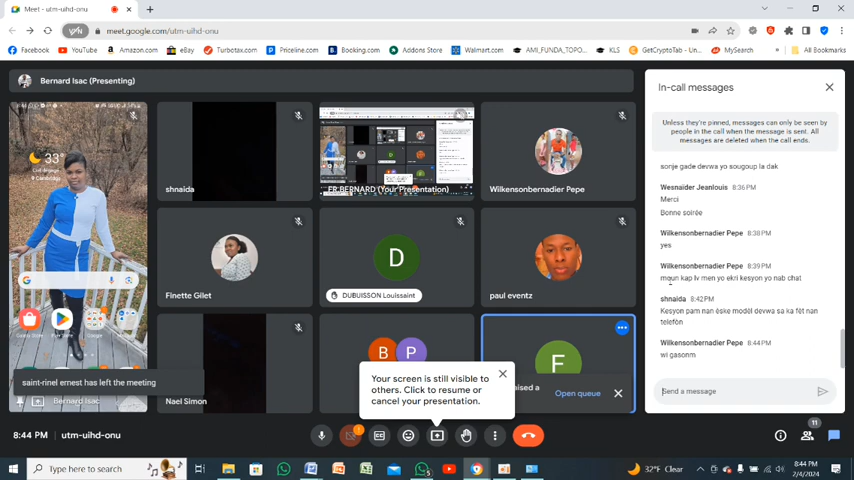 Meet - utm-uihd-onu
VPN
meet.google.com/utm-uihd-onu
Facebook
YouTube
Amazon.com
eBay
Turbotax.com
Priceline.com
Booking.com
Addons Store
Walmart.com
AMI_FUNDA_TOPO...
KLS
GetCryptoTab - Un...
MySearch
»
All Bookmarks
Bernard Isac (Presenting)
In-call messages
33°
Cambridge
shnaida
FR BERNARD (Your Presentation)
Wilkensonbernadier Pepe
Finette Gilet
D
DUBUISSON Louissaint
paul eventz
Nael Simon
B
P
F
Bernard Isac
saint-rinel ernest has left the meeting
Your screen is still visible to
others. Click to resume or
cancel your presentation.
Open queue
Unless they're pinned, messages can only be seen by
people in the call when the message is sent. All
messages are deleted when the call ends.
sonje gade devwa yo sougoup la dak
Wesnaider Jeanlouis 8:36 PM
Merci
Bonne soirée
Wilkensonbernadier Pepe 8:38 PM
yes
Wilkensonbernadier Pepe 8:39 PM
moun kap lv men yo ekri kesyon yo nab chat
shnaida 8:42 PM
Kesyon pam nan èske modèl devwa sa ka fèt nan
telefòn
Wilkensonbernadier Pepe 8:44 PM
wi gasonm
Send a message
8:44 PM
utm-uihd-onu
11
Type here to search
5
32°F Clear
8:44 PM
2/4/2024